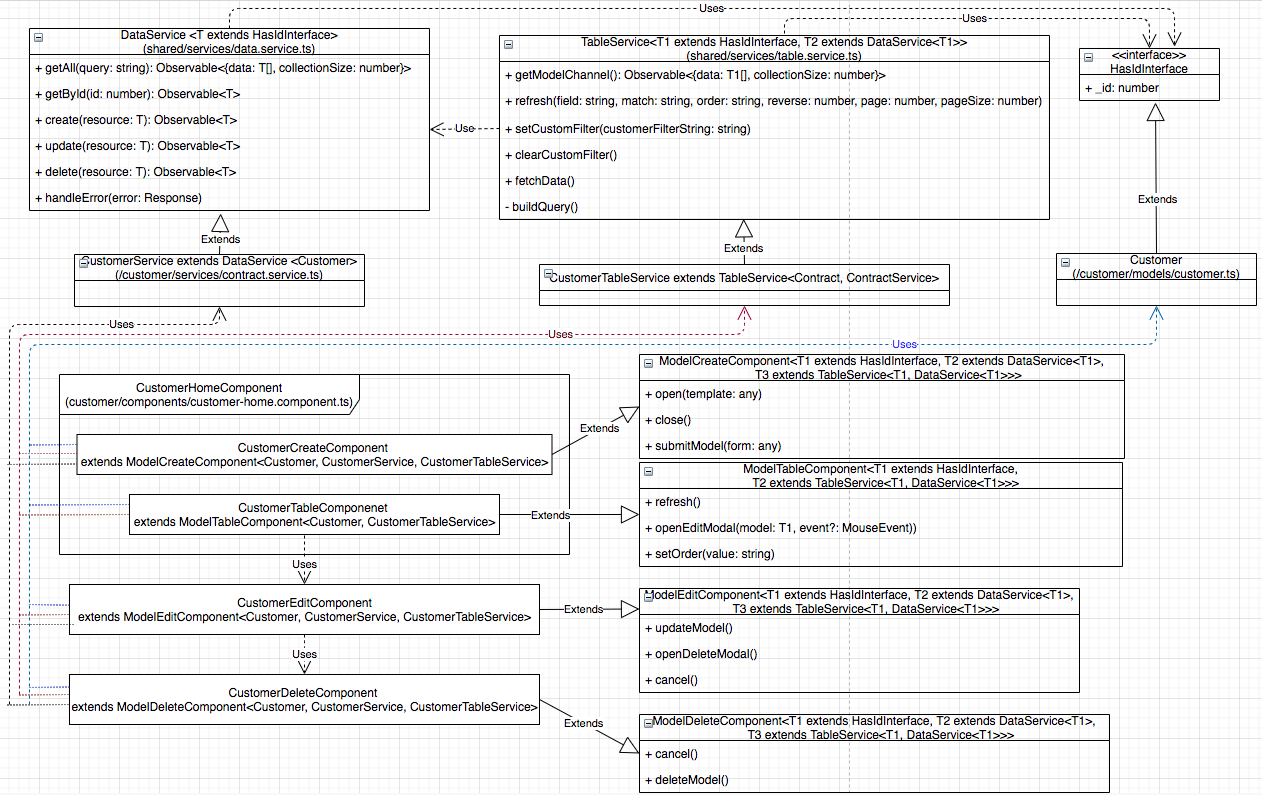 Uses
Uses
DataService <T extends HasIdInterface>
(shared/services/data.service.ts)
+ getAll(query: string): Observable<{data: T[], collectionSize: number}>
+ getById(id: number): Observable<T>
+ create(resource: T): Observable<T>
+ update(resource: T): Observable<T>
+ delete(resource: T): Observable<T>
+ handleError(error: Response)
Use
TableService<T1 extends HasIdInterface, T2 extends DataService<T1>>
(shared/services/table.service.ts)
+ getModelChannel(): Observable<{data: T1[], collectionSize: number}>
+ refresh(field: string, match: string, order: string, reverse: number, page: number, pageSize: number)
+ setCustomFilter(customerFilterString: string)
+ clearCustomFilter()
+ fetchData()
- buildQuery()
<<interface>>
HasIdInterface
+ _id: number
Extends
Extends
Extends
CustomerService extends DataService <Customer>
(/customer/services/contract.service.ts)
CustomerTableService extends TableService<Contract, ContractService>
Customer
(/customer/models/customer.ts)
Uses
Uses
Uses
CustomerHomeComponent
(customer/components/customer-home.component.ts)
CustomerCreateComponent
extends ModelCreateComponent<Customer, CustomerService, CustomerTableService>
Extends
ModelCreateComponent<T1 extends HasIdInterface, T2 extends DataService<T1>,
T3 extends TableService<T1, DataService<T1>>>
+ open(template: any)
+ close()
+ submitModel(form: any)
CustomerTableComponenet
extends ModelTableComponent<Customer, CustomerTableService>
Extends
ModelTableComponent<T1 extends HasIdInterface,
T2 extends TableService<T1, DataService<T1>>>
+ refresh()
+ openEditModal(model: T1, event?: MouseEvent))
+ setOrder(value: string)
Uses
CustomerEditComponent
extends ModelEditComponent<Customer, CustomerService, CustomerTableService>
Extends
ModelEditComponent<T1 extends HasIdInterface, T2 extends DataService<T1>,
T3 extends TableService<T1, DataService<T1>>>
+ updateModel()
+ openDeleteModal()
+ cancel()
Uses
CustomerDeleteComponent
extends ModelDeleteComponent<Customer, CustomerService, CustomerTableService>
Extends
ModelDeleteComponent<T1 extends HasIdInterface, T2 extends DataService<T1>,
T3 extends TableService<T1, DataService<T1>>>
+ cancel()
+ deleteModel()